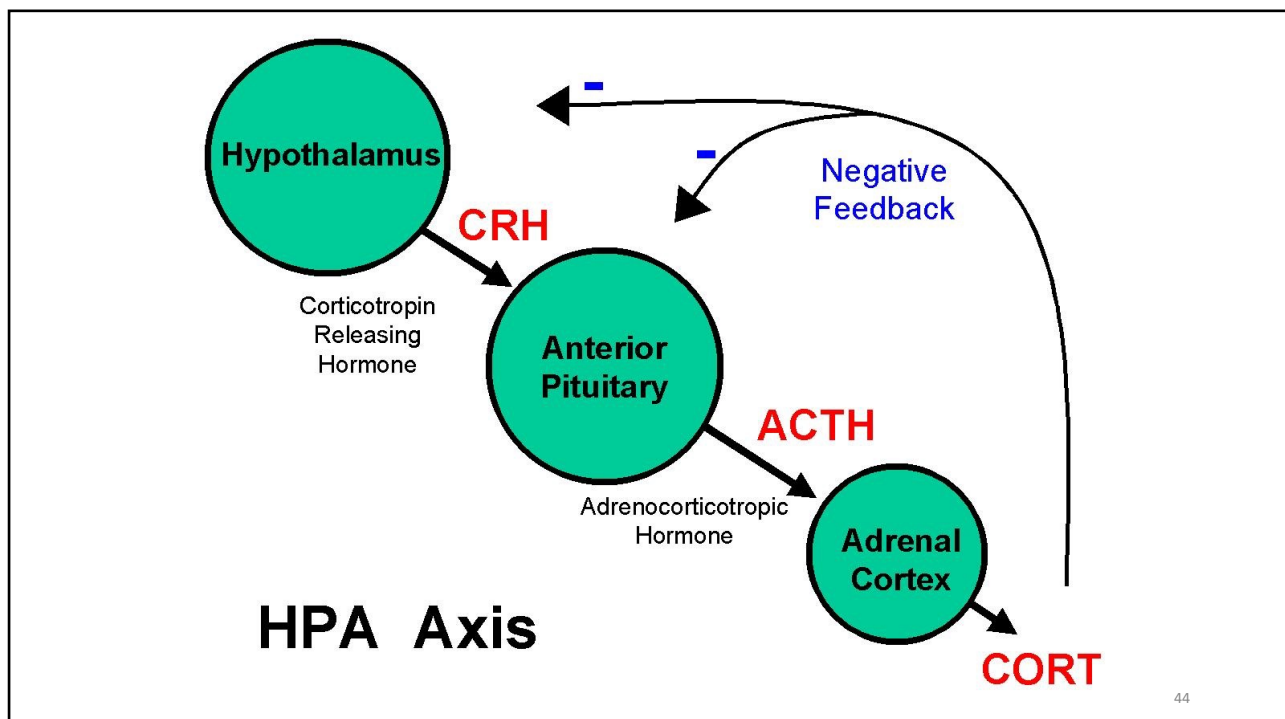 -
Hypothalamus
-
Negative
Feedback
CRH
Corticotropin
Releasing
Hormone
Anterior
Pituitary
ACTH
Adrenocorticotropic
Hormone
Adrenal
Cortex
HPA Axis
CORT
44